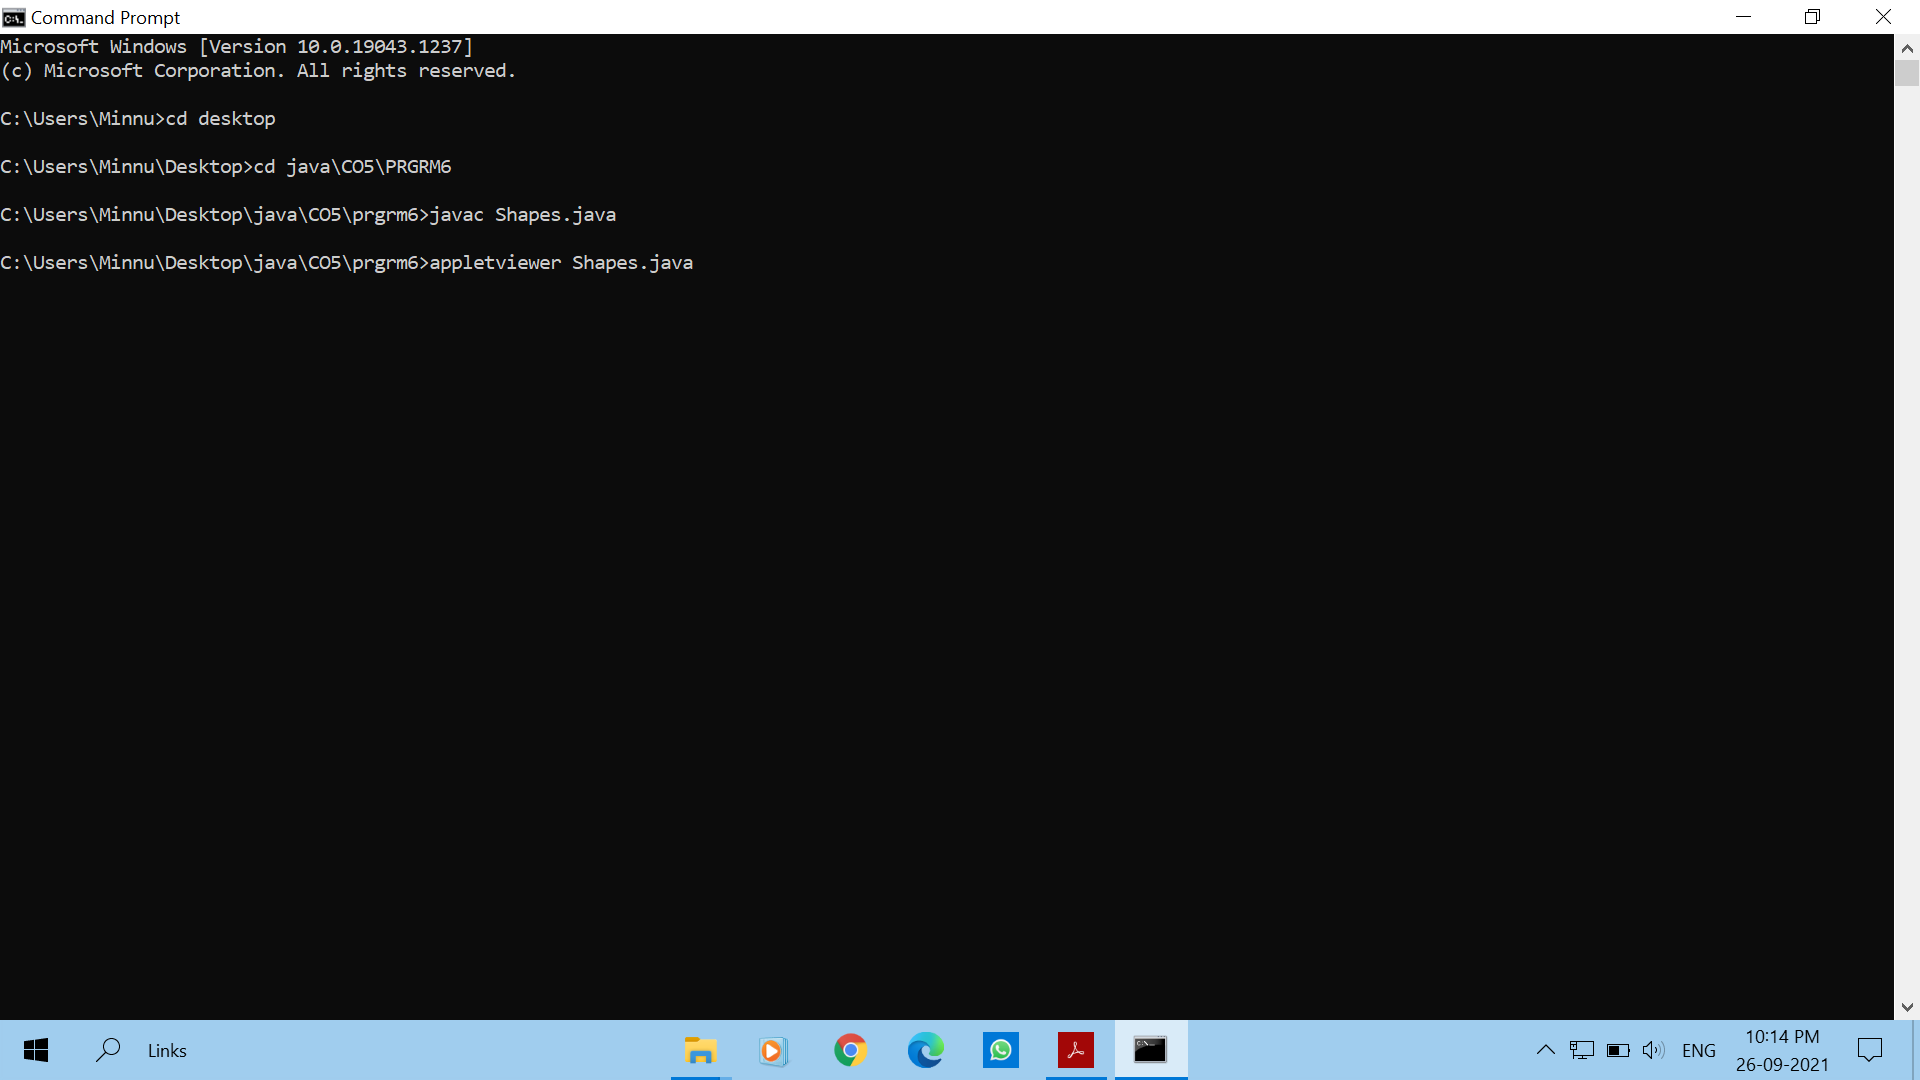 Command Prompt
Microsoft Windows [Version 10.0.19043.1237]
(c) Microsoft Corporation. All rights reserved.
C:\Users\Minnu>cd desktop
C:\Users\Minnu\Desktop>cd java\CO5\PRGRM6
C:\Users\Minnu\Desktop\java\CO5\prgrm6>javac Shapes.java
C:\Users\Minnu\Desktop\java\CO5\prgrm6>appletviewer Shapes.java
Links
ENG
10:14 PM
26-09-2021